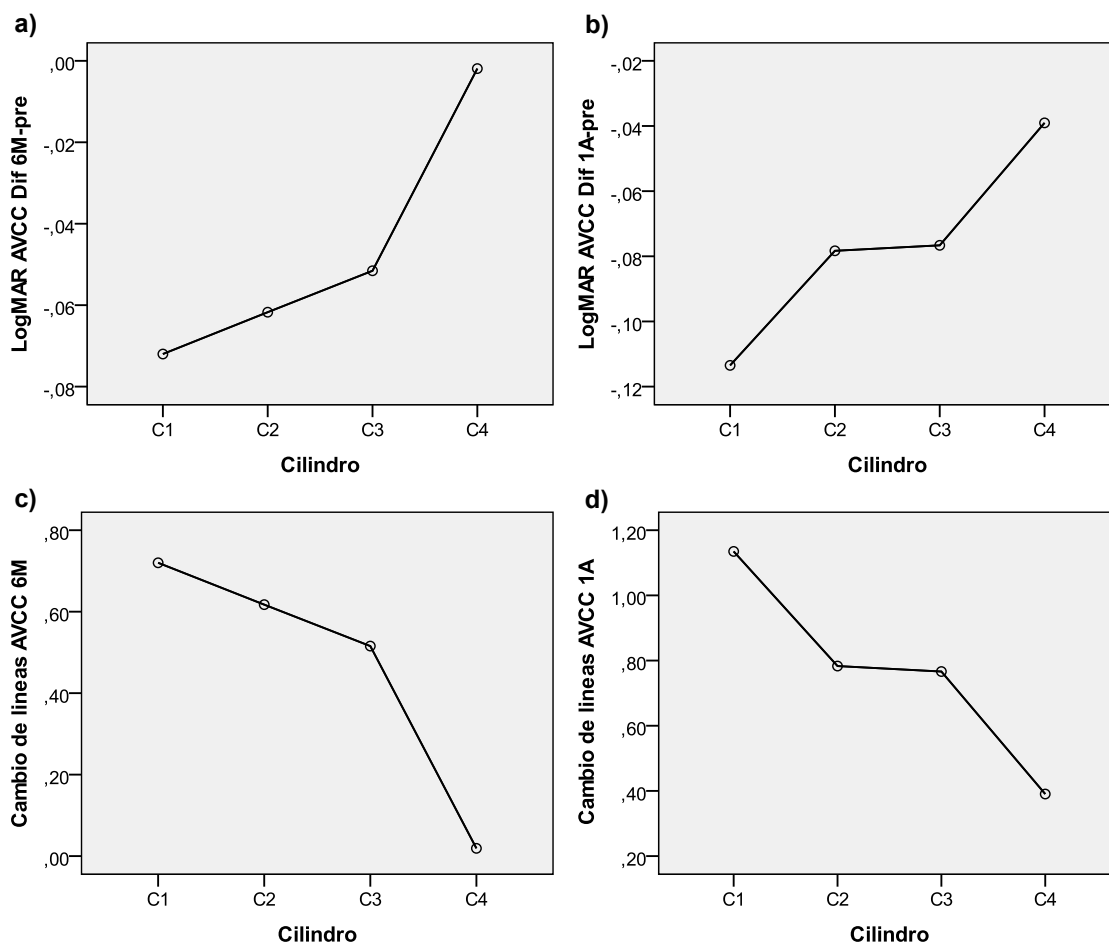 a)
LogMAR AVCC Dif 6M-pre
,00
-,02
-,04
-,06
-,08
C1 C2 C3 C4
Cilindro
b)
LogMAR AVCC Dif 1A-pre
-,02
-,04
-,06
-,08
-,10
-,12
C1 C2 C3 C4
Cilindro
c)
Cambio de lineas AVCC 6M
,80
,60
,40
,20
,00
C1 C2 C3 C4
Cilindro
d)
Cambio de lineas AVCC 1A
1,20
1,00
,80
,60
,40
,20
C1 C2 C3 C4
Cilindro